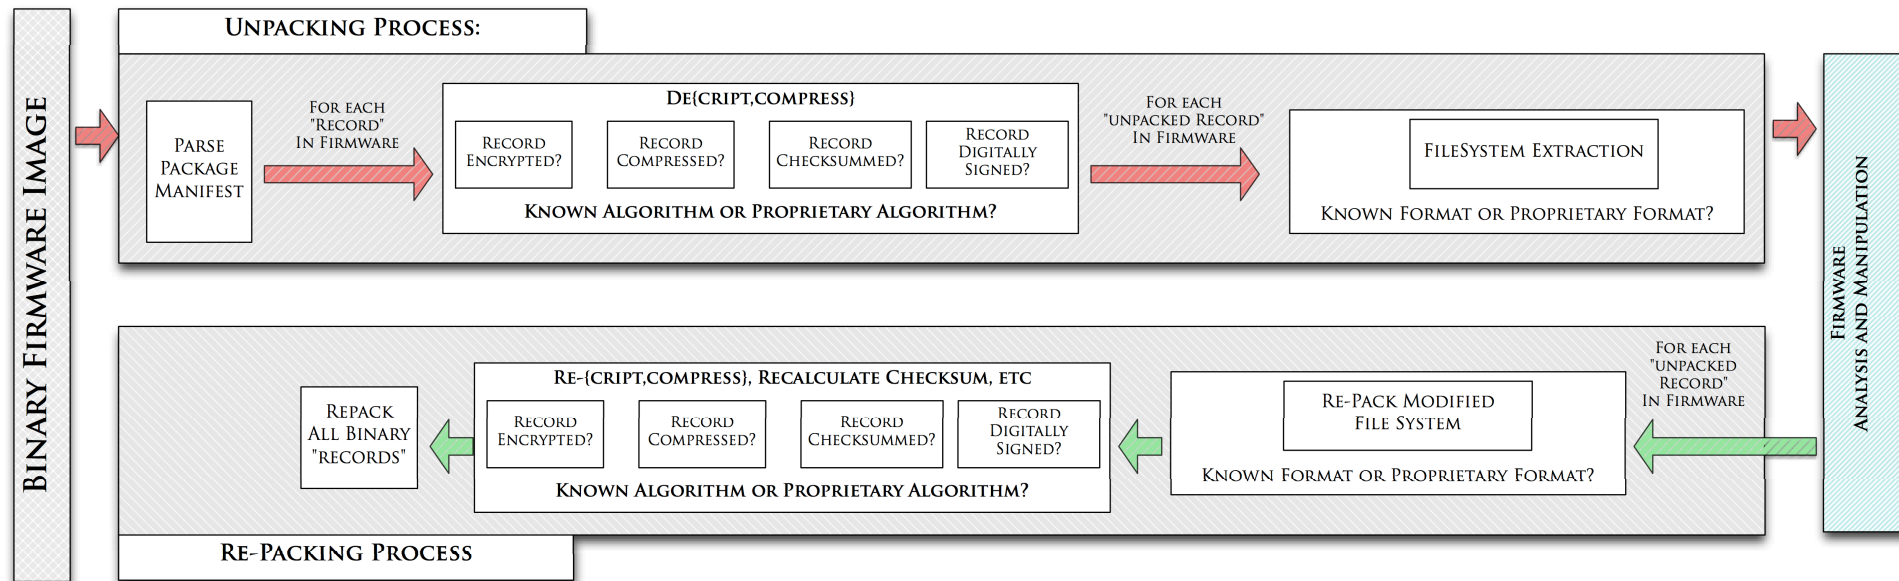 BINARY FIRMWARE IMAGE
UNPACKING PROCESS:
PARSE
PACKAGE
MANIFEST
FOR EACH
"RECORD"
IN FIRMWARE
DE{CRIPT,COMPRESS}
RECORD
ENCRYPTED?
RECORD
COMPRESSED?
RECORD
CHECKSUMMED?
RECORD
DIGITALLY
SIGNED?
KNOWN ALGORITHM OR PROPRIETARY ALGORITHM?
FOR EACH
"UNPACKED RECORD"
IN FIRMWARE
FILESYSTEM EXTRACTION
KNOWN FORMAT OR PROPRIETARY FORMAT?
FIRMWARE
ANALYSIS AND MANIPULATION
FOR EACH
"UNPACKED
RECORD"
IN FIRMWARE
RE-PACK MODIFIED
FILE SYSTEM
KNOWN FORMAT OR PROPRIETARY FORMAT?
RE-{CRIPT,COMPRESS}, RECALCULATE CHECKSUM, ETC
RECORD
ENCRYPTED?
RECORD
COMPRESSED?
RECORD
CHECKSUMMED?
RECORD
DIGITALLY
SIGNED?
KNOWN ALGORITHM OR PROPRIETARY ALGORITHM?
REPACK
ALL BINARY
"RECORDS"
RE-PACKING PROCESS